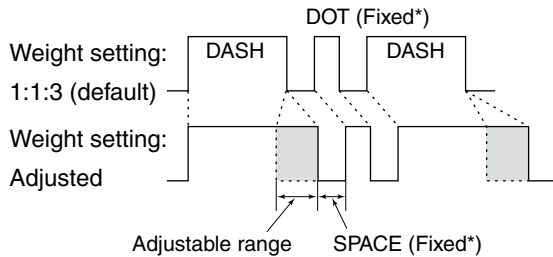 DOT (Fixed*)
Weight setting:
1:1:3 (default)
DASH
DASH
Weight setting:
Adjusted
Adjustable range
SPACE (Fixed*)